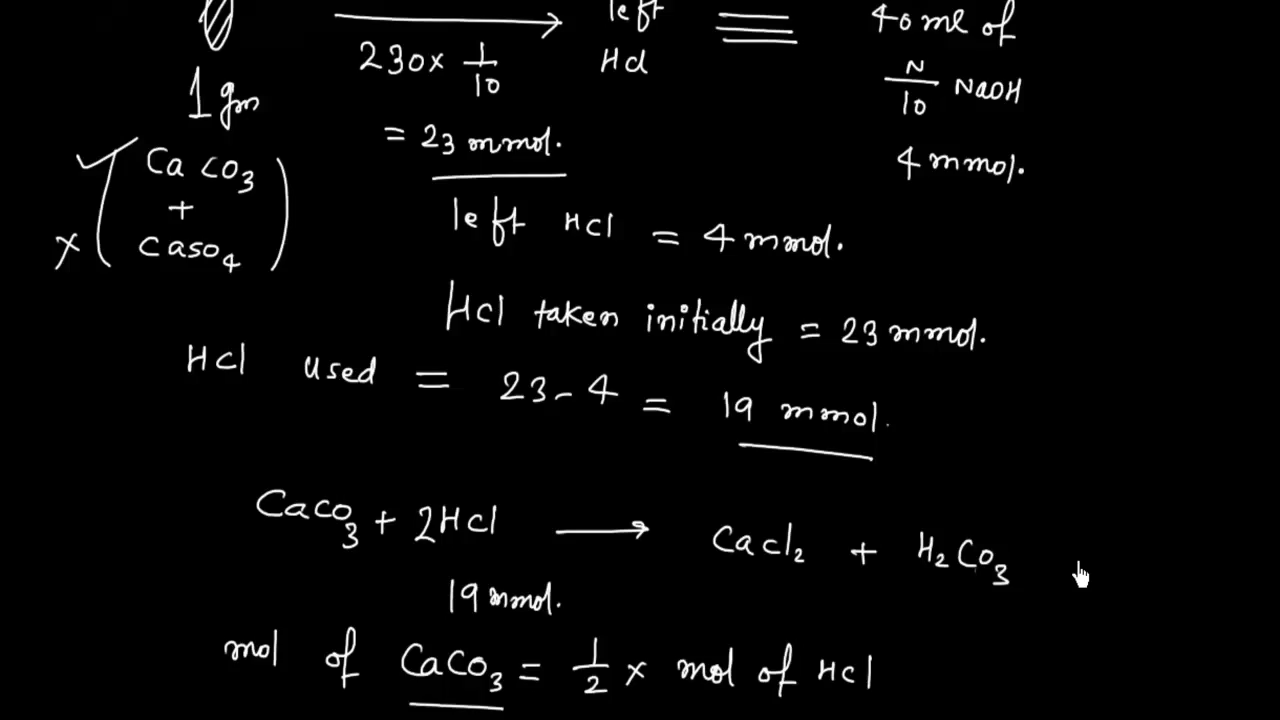 left 40 ml of
230 x 1/10 HCl N/10 NaOH
1 gm
= 23 mmol. 4 mmol.
CaCO3
+
CaSO4
left HCl = 4 mmol.
HCl taken initially = 23 mmol.
HCl used = 23 - 4 = 19 mmol.
CaCO3 + 2HCl → CaCl2 + H2CO3
19 mmol.
mol of CaCO3 = 1/2 x mol of HCl